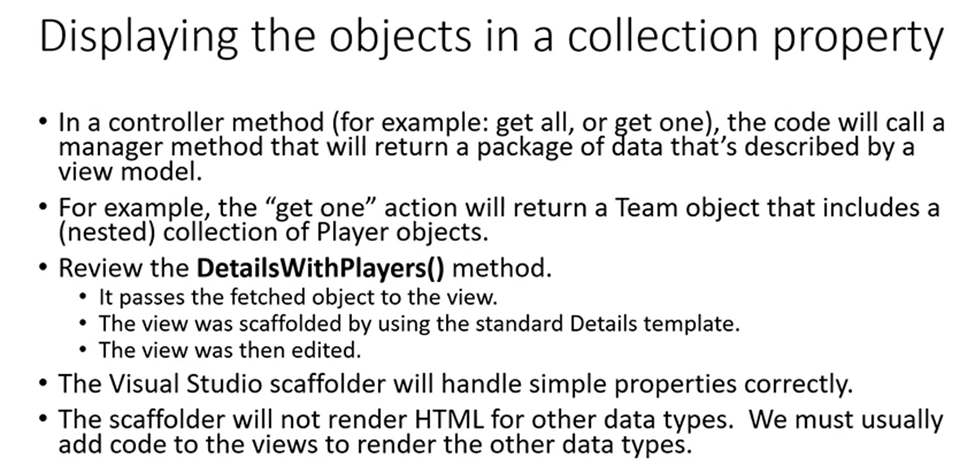 Displaying the objects in a collection property
• In a controller method (for example: get all, or get one), the code will call a
manager method that will return a package of data that’s described by a
view model.
• For example, the “get one” action will return a Team object that includes a
(nested) collection of Player objects.
• Review the DetailsWithPlayers() method.
• It passes the fetched object to the view.
• The view was scaffolded by using the standard Details template.
• The view was then edited.
• The Visual Studio scaffolder will handle simple properties correctly.
• The scaffolder will not render HTML for other data types.  We must usually
add code to the views to render the other data types.